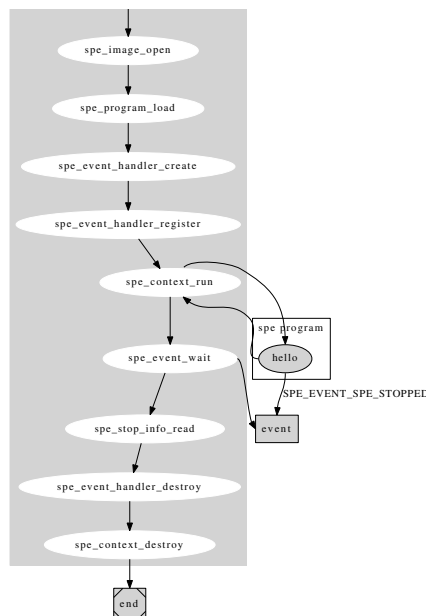 spe_image_open
spe_program_load
spe_event_handler_create
spe_event_handler_register
spe_context_run
spe program
spe_event_wait
hello
SPE_EVENT_SPE_STOPPED
spe_stop_info_read
event
spe_event_handler_destroy
spe_context_destroy
end